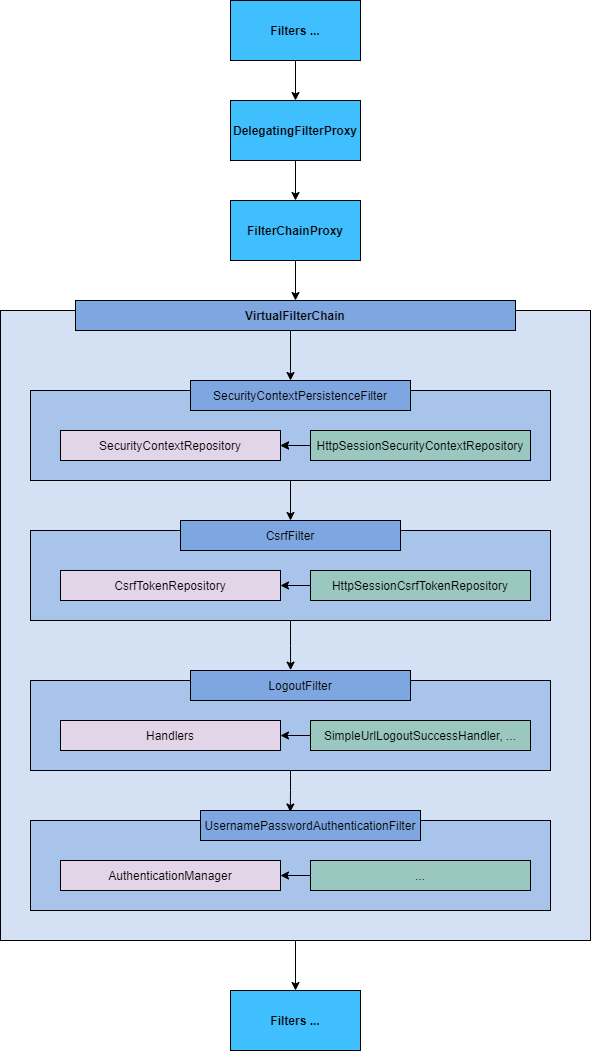 Filters ...
DelegatingFilterProxy
FilterChainProxy
VirtualFilterChain
SecurityContextPersistenceFilter
SecurityContextRepository
HttpSessionSecurityContextRepository
CsrfFilter
CsrfTokenRepository
HttpSessionCsrfTokenRepository
LogoutFilter
Handlers
SimpleUrlLogoutSuccessHandler, ...
UsernamePasswordAuthenticationFilter
AuthenticationManager
...
Filters ...